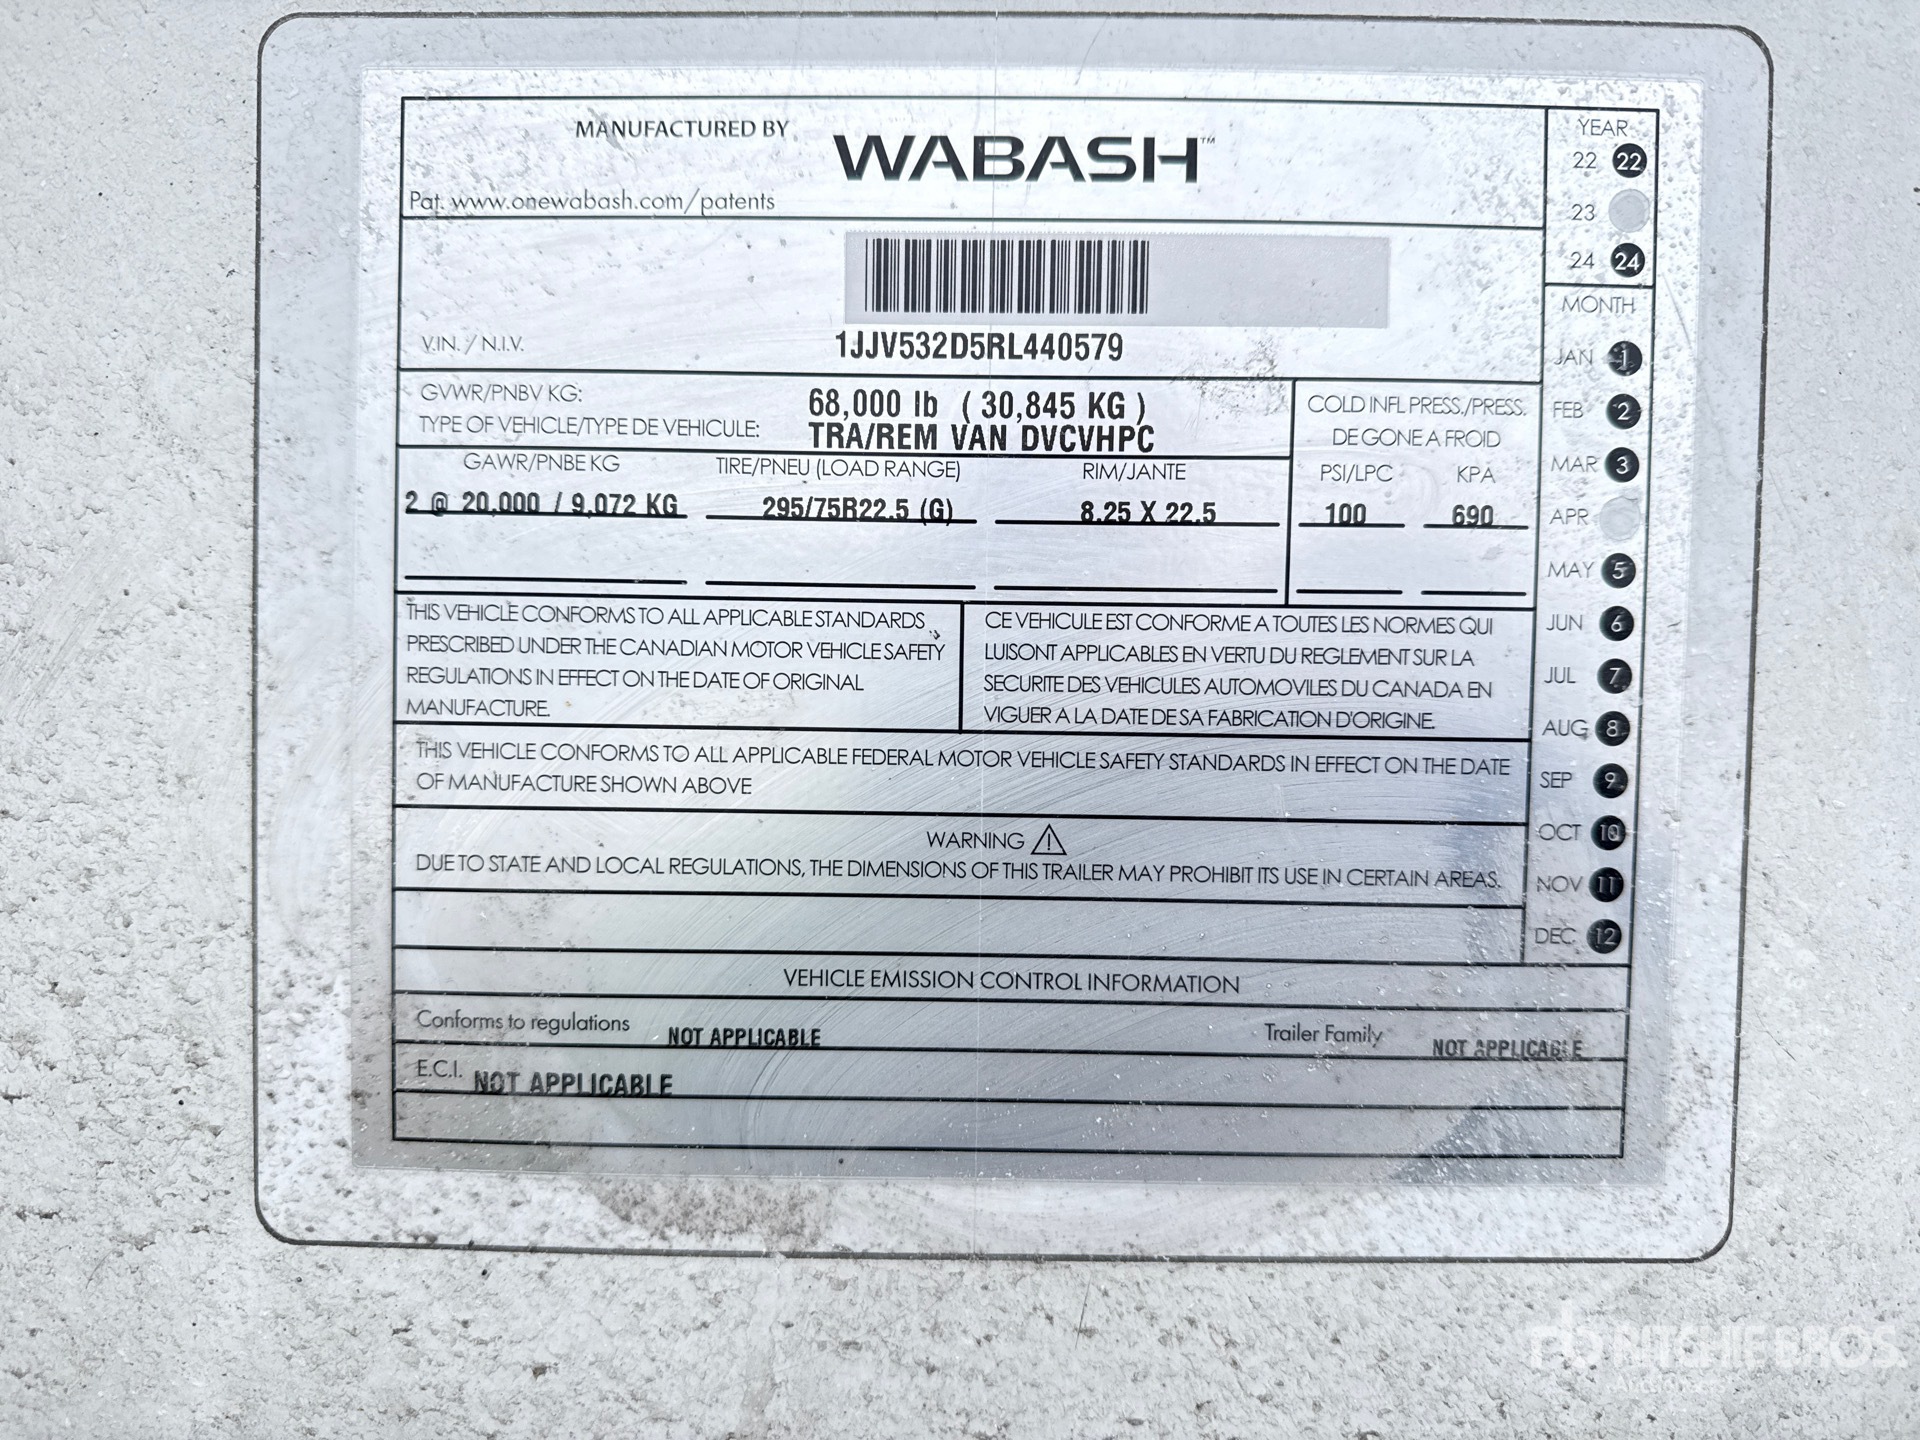 MANUFACTURED BY WABASH™
Pat. www.onewabash.com/patents
V.I.N. / N.I.V. 1JJV532D5RL440579
GVWR/PNBV KG: 68,000 lb ( 30,845 KG )
TYPE OF VEHICLE/TYPE DE VEHICULE: TRA/REM VAN DVCVHPC
COLD INFL PRESS./PRESS.
DE GONE A FROID
GAWR/PNBE KG TIRE/PNEU (LOAD RANGE) RIM/JANTE PSI/LPC KPA
2 @ 20,000 / 9,072 KG 295/75R22.5 (G) 8.25 X 22.5 100 690
THIS VEHICLE CONFORMS TO ALL APPLICABLE STANDARDS
PRESCRIBED UNDER THE CANADIAN MOTOR VEHICLE SAFETY
REGULATIONS IN EFFECT ON THE DATE OF ORIGINAL
MANUFACTURE.
CE VEHICULE EST CONFORME A TOUTES LES NORMES QUI
LUISONT APPLICABLES EN VERTU DU REGLEMENT SUR LA
SECURITE DES VEHICULES AUTOMOVILES DU CANADA EN
VIGUER A LA DATE DE SA FABRICATION D'ORIGINE.
THIS VEHICLE CONFORMS TO ALL APPLICABLE FEDERAL MOTOR VEHICLE SAFETY STANDARDS IN EFFECT ON THE DATE
OF MANUFACTURE SHOWN ABOVE
WARNING
DUE TO STATE AND LOCAL REGULATIONS, THE DIMENSIONS OF THIS TRAILER MAY PROHIBIT ITS USE IN CERTAIN AREAS.
YEAR
22 22
23
24 24
MONTH
JAN 1
FEB 2
MAR 3
APR
MAY 5
JUN 6
JUL 7
AUG 8
SEP 9
OCT 10
NOV 11
DEC 12
VEHICLE EMISSION CONTROL INFORMATION
Conforms to regulations NOT APPLICABLE Trailer Family NOT APPLICABLE
E.C.I. NOT APPLICABLE
rb RITCHIE BROS.
Auctioneers